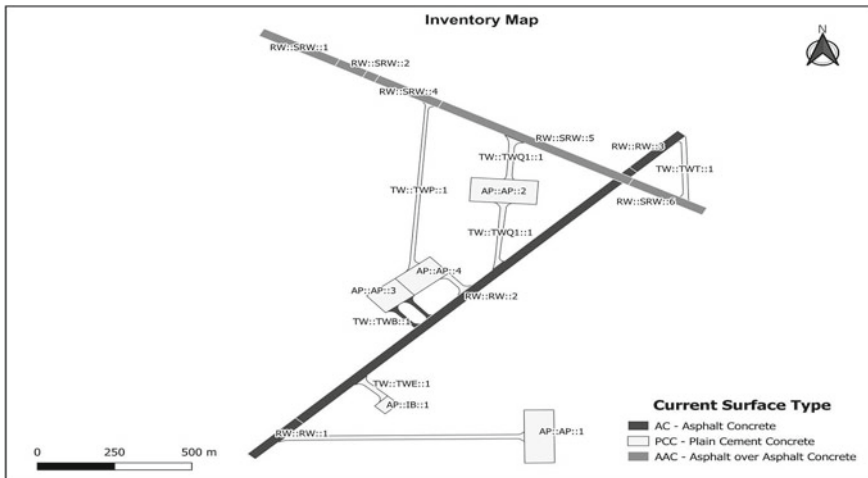 Inventory Map
N
RW::SRW::1
RW::SRW::2
RW::SRW::4
RW::SRW::5
RW::RW::3
TW::TWQ1::1
TW::TWT::1
TW::TWP::1
AP::AP::2
RW::SRW::6
TW::TWQ1::1
AP::AP::4
AP::AP::3
RW::RW::2
TW::TWB::1
TW::TWE::1
AP::IB::1
RW::RW::1
AP::AP::1
Current Surface Type
AC - Asphalt Concrete
PCC - Plain Cement Concrete
AAC - Asphalt over Asphalt Concrete
0 250 500 m